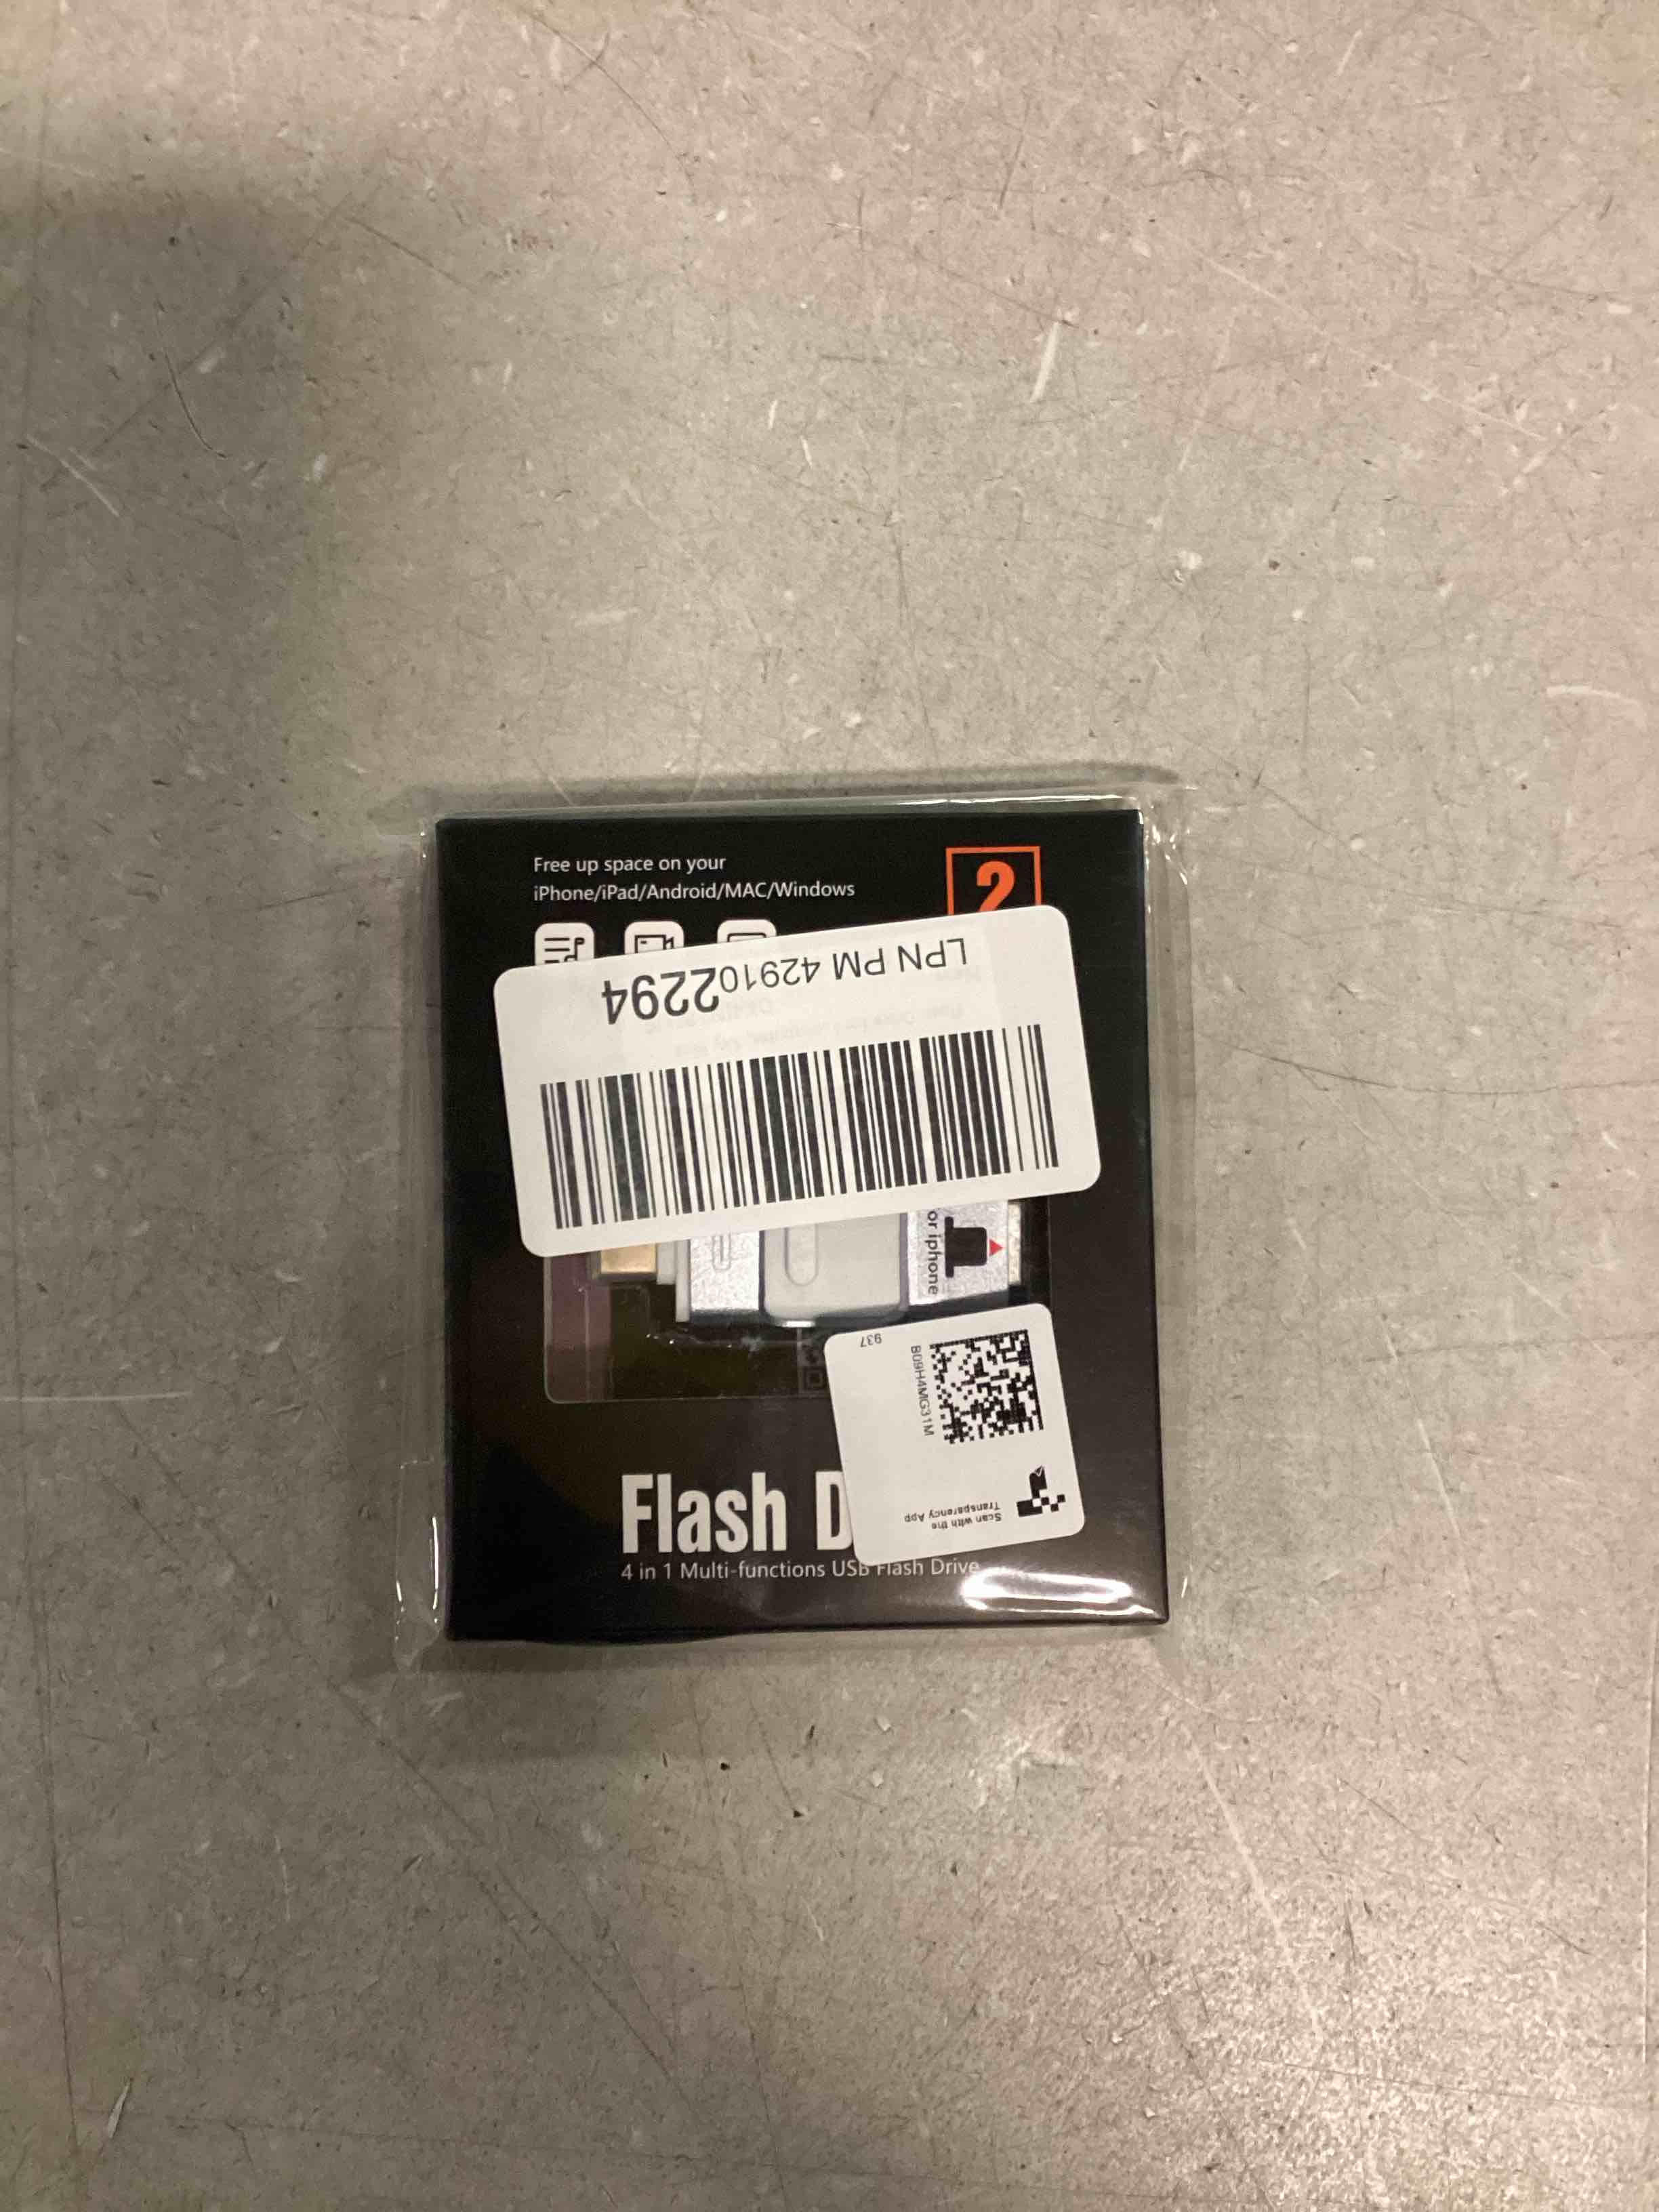 Free up space on your
iPhone/iPad/Android/MAC/Windows
2
LPN PM 429102294
or iphone
937
B09H4MG31M
Scan with the
Transparency App
Flash D
4 in 1 Multi-functions USB Flash Drive